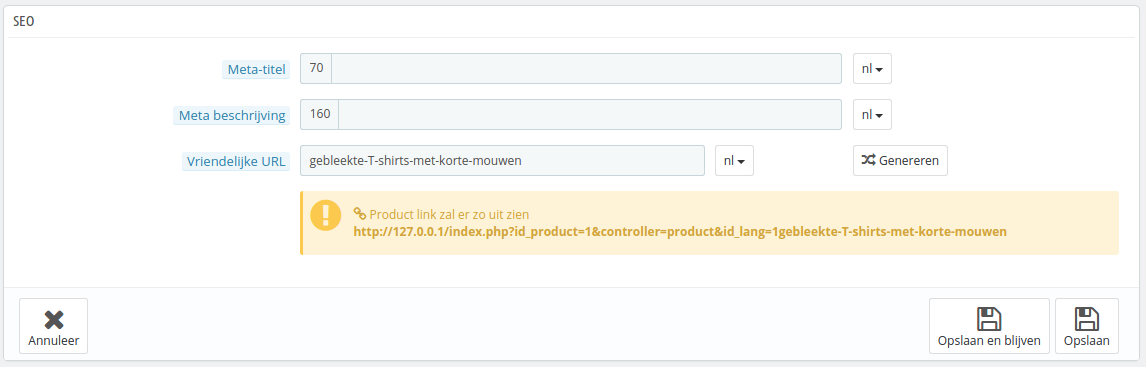 SEO
Meta-titel 70 nl
Meta beschrijving 160 nl
Vriendelijke URL gebleekte-T-shirts-met-korte-mouwen nl Genereren
Product link zal er zo uit zien
http://127.0.0.1/index.php?id_product=1&controller=product&id_lang=1gebleekte-T-shirts-met-korte-mouwen
Annuleer Opslaan en blijven Opslaan